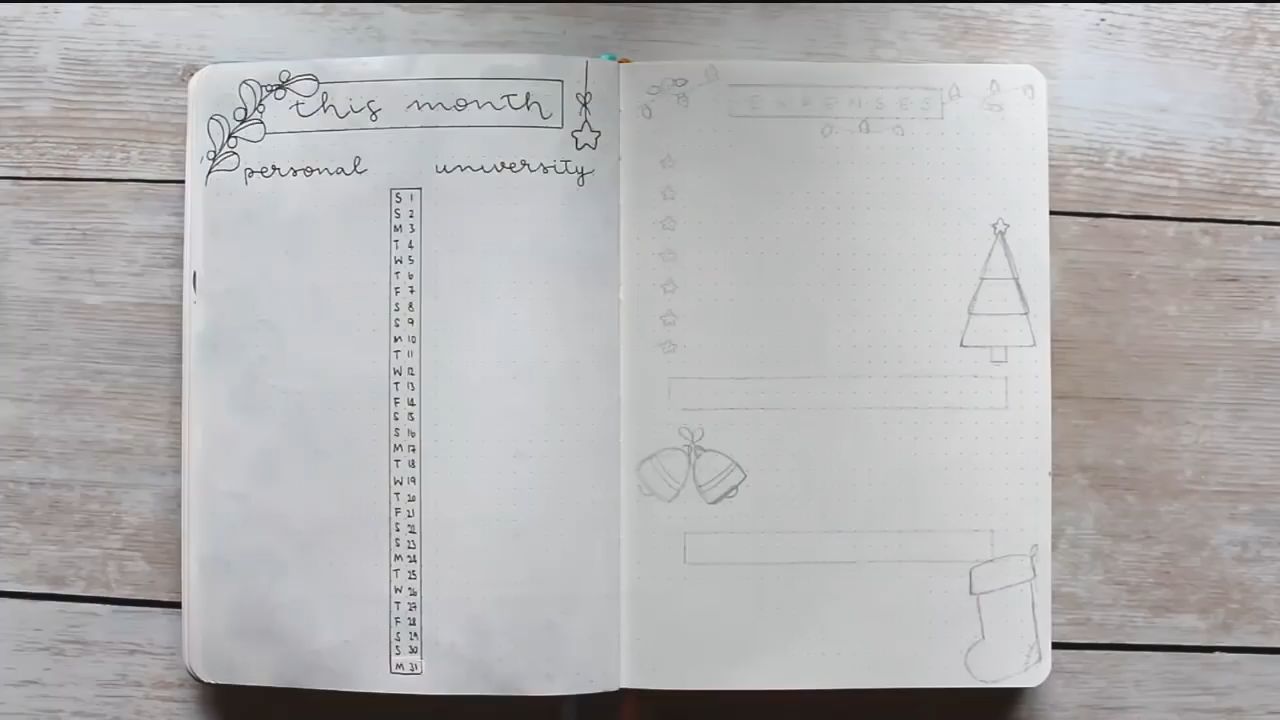 this month
personal university
S 1
S 2
M 3
T 4
W 5
T 6
F 7
S 8
S 9
M 10
T 11
W 12
T 13
F 14
S 15
S 16
M 17
T 18
W 19
T 20
F 21
S 22
S 23
M 24
T 25
W 26
T 27
F 28
S 29
S 30
M 31
EXPENSES